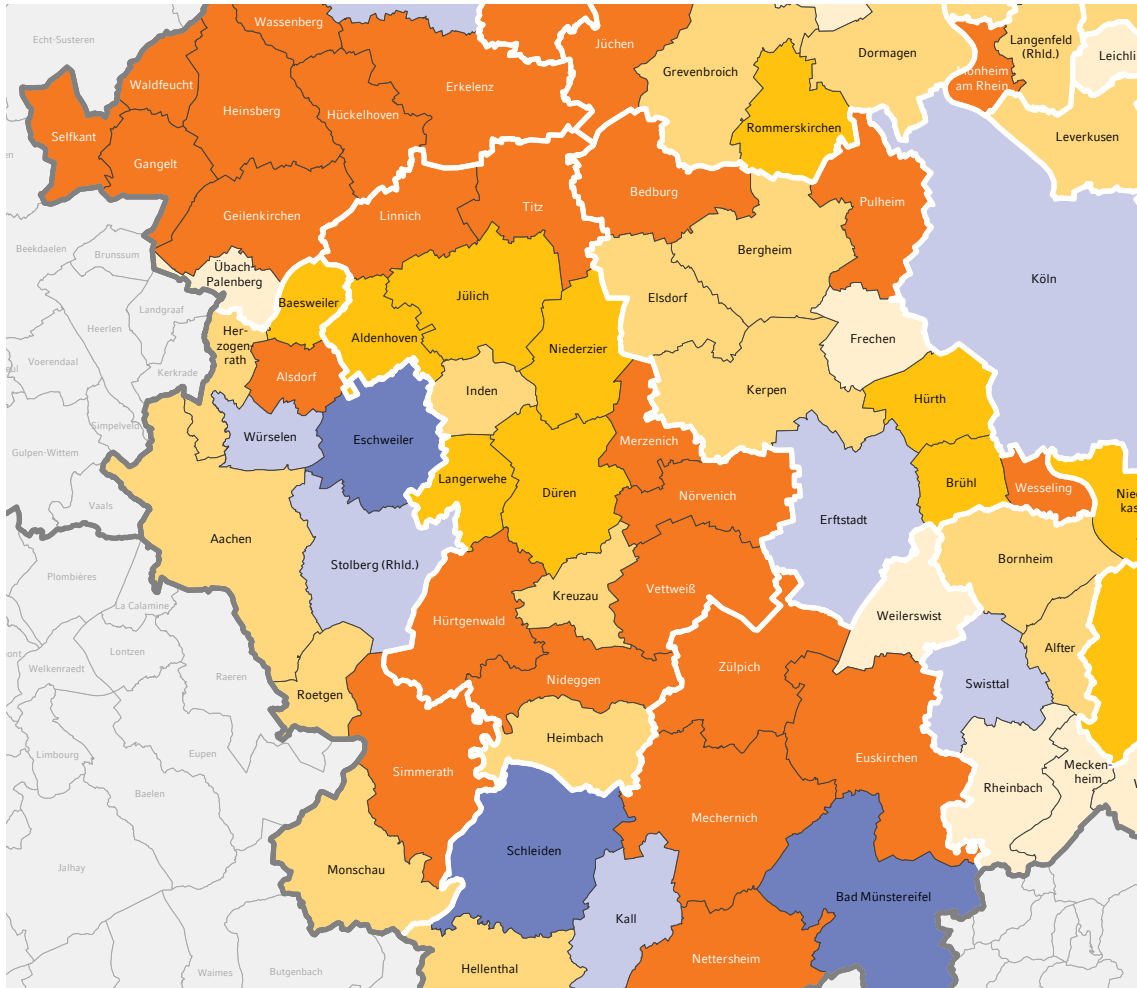 Echt-Susteren
Wassenberg
Jüchen
Dormagen
Langenfeld
(Rhld.)
Leichli
Grevenbroich
Monheim
am Rhein
Waldfeucht
Heinsberg
Hückelhoven
Erkelenz
Rommerskirchen
Leverkusen
Selfkant
Gangelt
Bedburg
Pulheim
Geilenkirchen
Linnich
Titz
Beekdaelen
Brunssum
Bergheim
Köln
Übach-
Palenberg
Baesweiler
Jülich
Elsdorf
Landgraaf
Heerlen
Her-
zogen-
rath
Aldenhoven
Niederzier
Frechen
Voerendaal
eul
Kerkrade
Alsdorf
Inden
Kerpen
Hürth
Simpelveld
Würselen
Eschweiler
Merzenich
Gulpen-Wittem
Langerwehe
Düren
Nörvenich
Brühl
Wesseling
Nied
kas
Vaals
Aachen
Erftstadt
Stolberg (Rhld.)
Bornheim
Plombières
Kreuzau
Vettweiß
La Calamine
Hürtgenwald
Weilerswist
Lontzen
Alfter
ont
Welkenraedt
Raeren
Roetgen
Nideggen
Zülpich
Swisttal
Limbourg
Eupen
Heimbach
Simmerath
Euskirchen
Meckenheim
Rheinbach
Baelen
Mechernich
Schleiden
Jalhay
Monschau
Bad Münstereifel
Kall
Nettersheim
Hellenthal
Waimes
Butgenbach